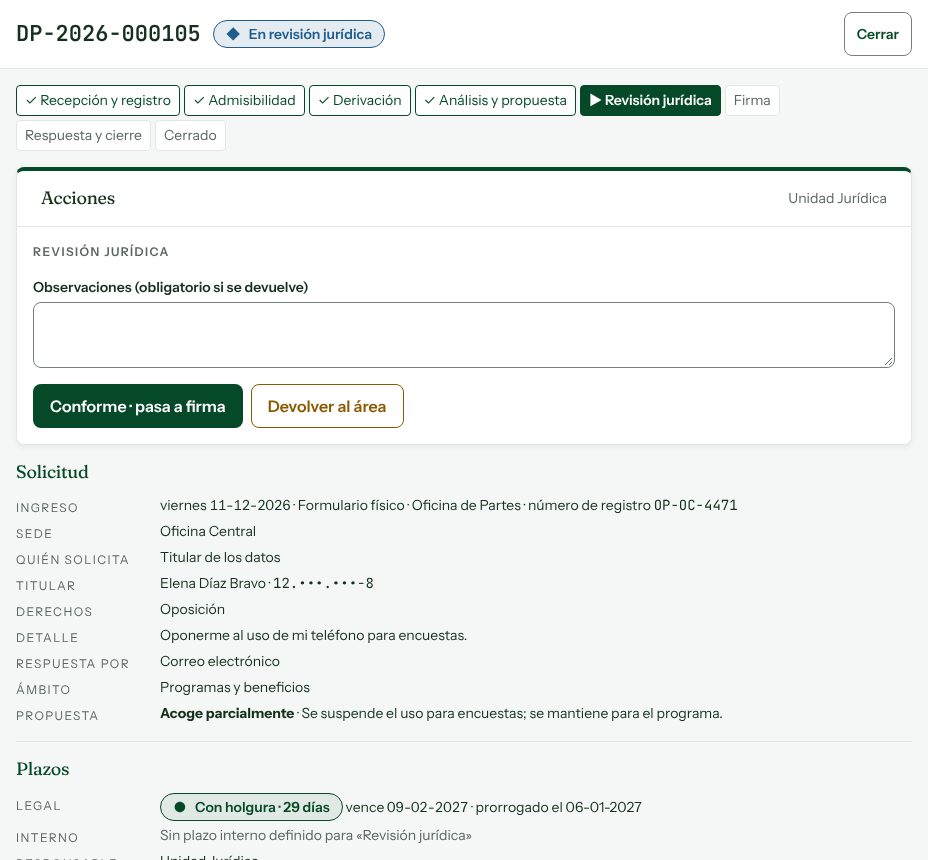 DP-2026-000105 ◆ En revisión jurídica Cerrar
✓ Recepción y registro ✓ Admisibilidad ✓ Derivación ✓ Análisis y propuesta ▶ Revisión jurídica Firma
Respuesta y cierre Cerrado
Acciones Unidad Jurídica
REVISIÓN JURÍDICA
Observaciones (obligatorio si se devuelve)
Conforme · pasa a firma Devolver al área
Solicitud
INGRESO viernes 11-12-2026 · Formulario físico · Oficina de Partes · número de registro OP-OC-4471
SEDE Oficina Central
QUIÉN SOLICITA Titular de los datos
TITULAR Elena Díaz Bravo · 12.•••.•••-8
DERECHOS Oposición
DETALLE Oponerme al uso de mi teléfono para encuestas.
RESPUESTA POR Correo electrónico
ÁMBITO Programas y beneficios
PROPUESTA Acoge parcialmente · Se suspende el uso para encuestas; se mantiene para el programa.
Plazos
LEGAL ● Con holgura · 29 días vence 09-02-2027 · prorrogado el 06-01-2027
INTERNO Sin plazo interno definido para «Revisión jurídica»
RESPONSABLE Unidad Jurídica